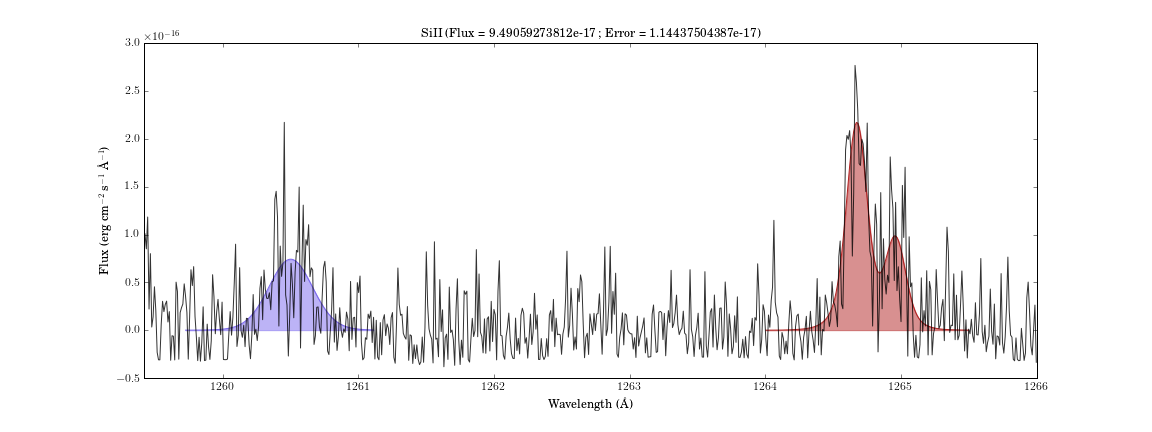 SiII (Flux = 9.49059273812e-17 ; Error = 1.14437504387e-17)
×10⁻¹⁶
3.0
2.5
2.0
1.5
1.0
0.5
0.0
−0.5
Flux (erg cm⁻² s⁻¹ Å⁻¹)
1260 1261 1262 1263 1264 1265 1266
Wavelength (Å)